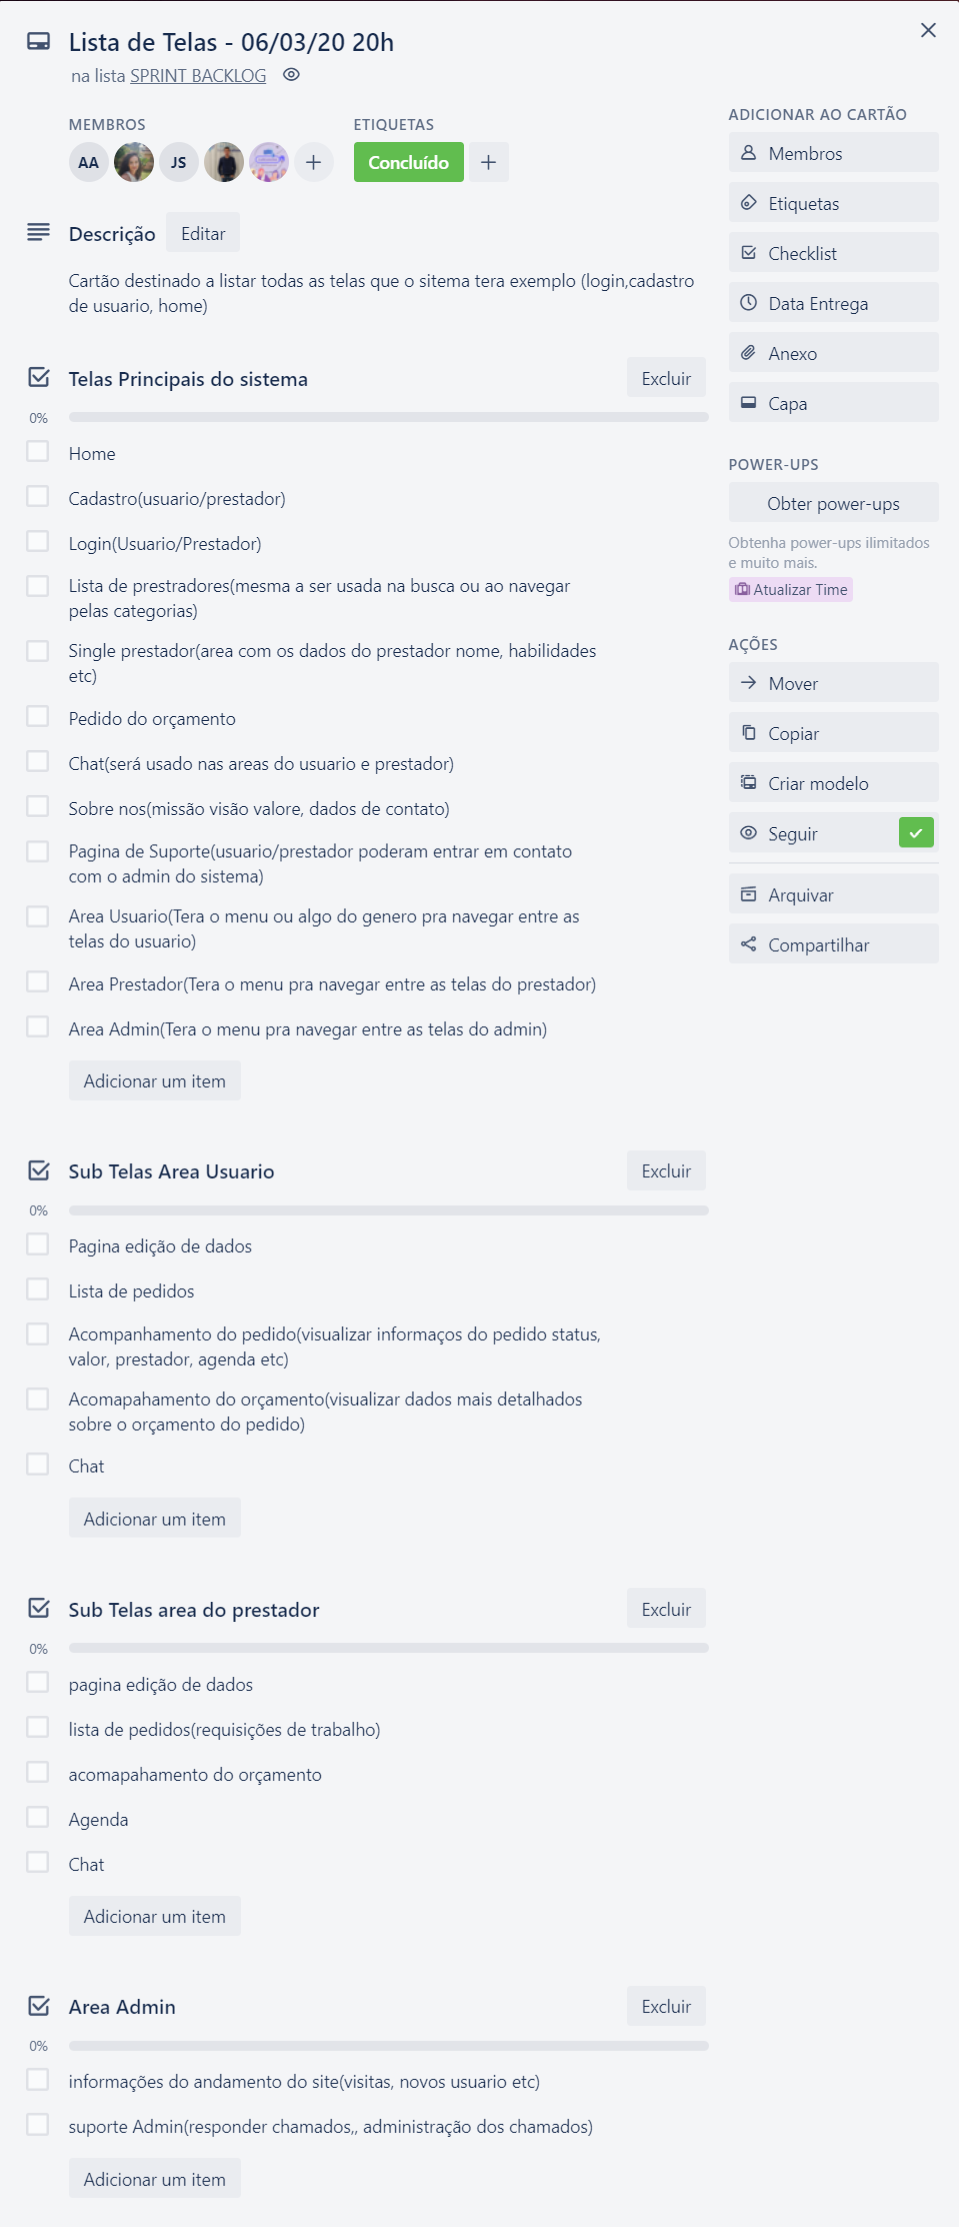 Lista de Telas - 06/03/20 20h
na lista SPRINT BACKLOG
MEMBROS
AA
JS
ETIQUETAS
Concluído
Descrição
Editar
Cartão destinado a listar todas as telas que o sitema tera exemplo (login,cadastro
de usuario, home)
Telas Principais do sistema
Excluir
0%
Home
Cadastro(usuario/prestador)
Login(Usuario/Prestador)
Lista de prestradores(mesma a ser usada na busca ou ao navegar
pelas categorias)
Single prestador(area com os dados do prestador nome, habilidades
etc)
Pedido do orçamento
Chat(será usado nas areas do usuario e prestador)
Sobre nos(missão visão valore, dados de contato)
Pagina de Suporte(usuario/prestador poderam entrar em contato
com o admin do sistema)
Area Usuario(Tera o menu ou algo do genero pra navegar entre as
telas do usuario)
Area Prestador(Tera o menu pra navegar entre as telas do prestador)
Area Admin(Tera o menu pra navegar entre as telas do admin)
Adicionar um item
Sub Telas Area Usuario
Excluir
0%
Pagina edição de dados
Lista de pedidos
Acompanhamento do pedido(visualizar informaços do pedido status,
valor, prestador, agenda etc)
Acomapahamento do orçamento(visualizar dados mais detalhados
sobre o orçamento do pedido)
Chat
Adicionar um item
Sub Telas area do prestador
Excluir
0%
pagina edição de dados
lista de pedidos(requisições de trabalho)
acomapahamento do orçamento
Agenda
Chat
Adicionar um item
Area Admin
Excluir
0%
informações do andamento do site(visitas, novos usuario etc)
suporte Admin(responder chamados,, administração dos chamados)
Adicionar um item
ADICIONAR AO CARTÃO
Membros
Etiquetas
Checklist
Data Entrega
Anexo
Capa
POWER-UPS
Obter power-ups
Obtenha power-ups ilimitados
e muito mais.
Atualizar Time
AÇÕES
Mover
Copiar
Criar modelo
Seguir
Arquivar
Compartilhar